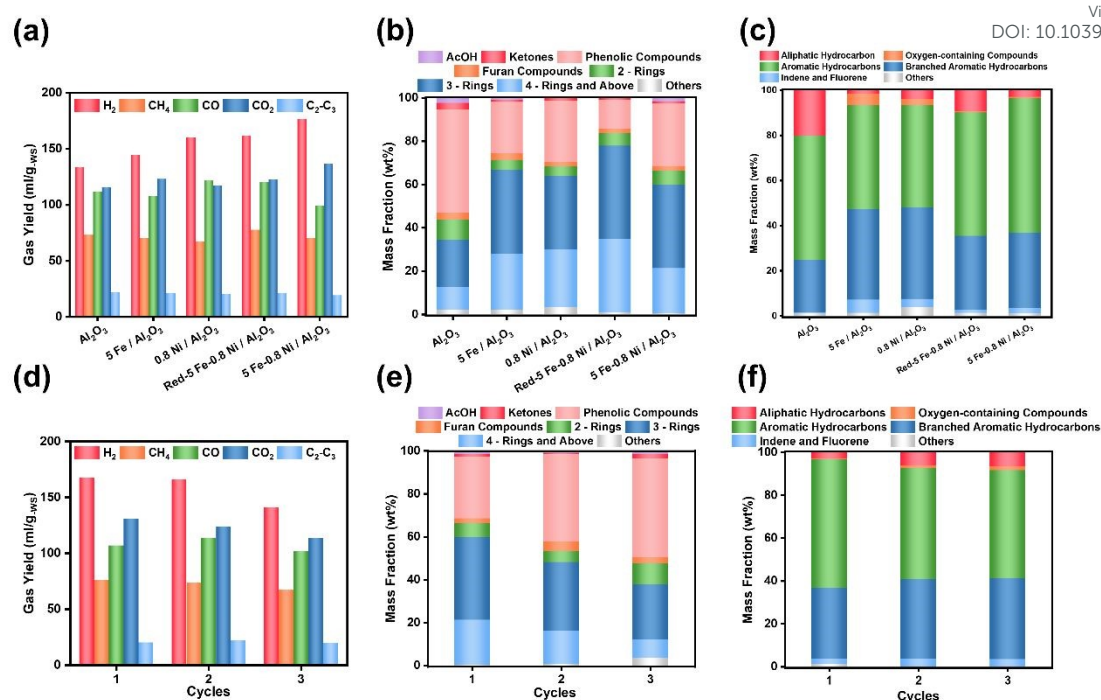 Vi
DOI: 10.1039
(a)
H₂ CH₄ CO CO₂ C₂-C₃
Gas Yield (ml/g-ws)
200
150
100
50
0
Al₂O₃
5 Fe / Al₂O₃
0.8 Ni / Al₂O₃
Red-5 Fe-0.8 Ni / Al₂O₃
5 Fe-0.8 Ni / Al₂O₃
(b)
AcOH Ketones Phenolic Compounds
Furan Compounds 2 - Rings
3 - Rings 4 - Rings and Above Others
Mass Fraction (wt%)
100
80
60
40
20
0
Al₂O₃
5 Fe / Al₂O₃
0.8 Ni / Al₂O₃
Red-5 Fe-0.8 Ni / Al₂O₃
5 Fe-0.8 Ni / Al₂O₃
(c)
Aliphatic Hydrocarbon Oxygen-containing Compounds
Aromatic Hydrocarbons Branched Aromatic Hydrocarbons
Indene and Fluorene Others
Mass Fraction (wt%)
100
80
60
40
20
0
Al₂O₃
5 Fe / Al₂O₃
0.8 Ni / Al₂O₃
Red-5 Fe-0.8 Ni / Al₂O₃
5 Fe-0.8 Ni / Al₂O₃
(d)
H₂ CH₄ CO CO₂ C₂-C₃
Gas Yield (ml/g-ws)
200
150
100
50
0
1 2 3
Cycles
(e)
AcOH Ketones Phenolic Compounds
Furan Compounds 2 - Rings 3 - Rings
4 - Rings and Above Others
Mass Fraction (wt%)
100
80
60
40
20
0
1 2 3
Cycles
(f)
Aliphatic Hydrocarbons Oxygen-containing Compounds
Aromatic Hydrocarbons Branched Aromatic Hydrocarbons
Indene and Fluorene Others
Mass Fraction (wt%)
100
80
60
40
20
0
1 2 3
Cycles